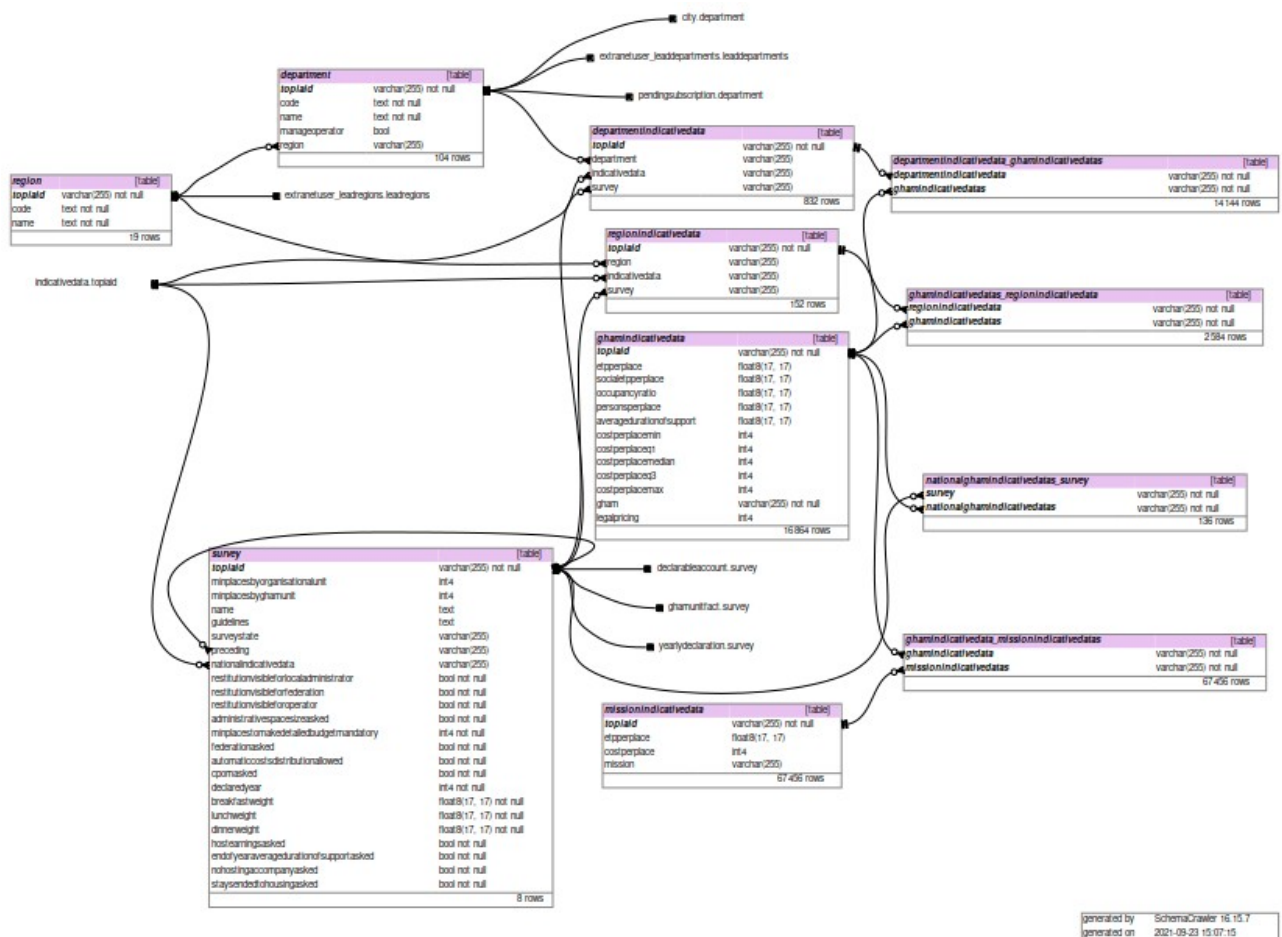 city.department
extranetuser_leaddepartments.leaddepartments
pendingsubscription.department
department [table]
topiaid varchar(255) not null
code text not null
name text not null
manageoperator bool
region varchar(255)
104 rows
region [table]
topiaid varchar(255) not null
code text not null
name text not null
19 rows
extranetuser_leadregions.leadregions
indicativedata.topiaid
departmentindicativedata [table]
topiaid varchar(255) not null
department varchar(255)
indicativedata varchar(255)
survey varchar(255)
832 rows
departmentindicativedata_ghamindicativedatas [table]
departmentindicativedata varchar(255) not null
ghamindicativedatas varchar(255) not null
14 144 rows
regionindicativedata [table]
topiaid varchar(255) not null
region varchar(255)
indicativedata varchar(255)
survey varchar(255)
152 rows
ghamindicativedatas_regionindicativedata [table]
regionindicativedata varchar(255) not null
ghamindicativedatas varchar(255) not null
2 584 rows
ghamindicativedata [table]
topiaid varchar(255) not null
etpperplace float8(17, 17)
socialetpperplace float8(17, 17)
occupancyratio float8(17, 17)
personsperplace float8(17, 17)
averagedurationofsupport float8(17, 17)
costperplacemin int4
costperplaceq1 int4
costperplacemedian int4
costperplaceq3 int4
costperplacemax int4
gham varchar(255) not null
legalpricing int4
16 864 rows
nationalghamindicativedatas_survey [table]
survey varchar(255) not null
nationalghamindicativedatas varchar(255) not null
136 rows
survey [table]
topiaid varchar(255) not null
minplacesbyorganisationalunit int4
minplacesbyghamunit int4
name text
guidelines text
surveystate varchar(255)
preceding varchar(255)
nationalindicativedata varchar(255)
restitutionvisibleforlocaladministrator bool not null
restitutionvisibleforfederation bool not null
restitutionvisibleforoperator bool not null
administrativespacesizeasked bool not null
minplacestomakedetailedbudgetmandatory int4 not null
federationasked bool not null
automaticcostsdistributionallowed bool not null
cpomasked bool not null
declaredyear int4 not null
breakfastweight float8(17, 17) not null
lunchweight float8(17, 17) not null
dinnerweight float8(17, 17) not null
hostearningsasked bool not null
endofyearaveragedurationofsupportasked bool not null
nohostingaccompanyasked bool not null
staysendedtohousingasked bool not null
8 rows
declarableaccount.survey
ghamunitfact.survey
yearlydeclaration.survey
ghamindicativedata_missionindicativedatas [table]
ghamindicativedata varchar(255) not null
missionindicativedatas varchar(255) not null
67 456 rows
missionindicativedata [table]
topiaid varchar(255) not null
etpperplace float8(17, 17)
costperplace int4
mission varchar(255)
67 456 rows
generated by SchemaCrawler 16.15.7
generated on 2021-09-23 15:07:15